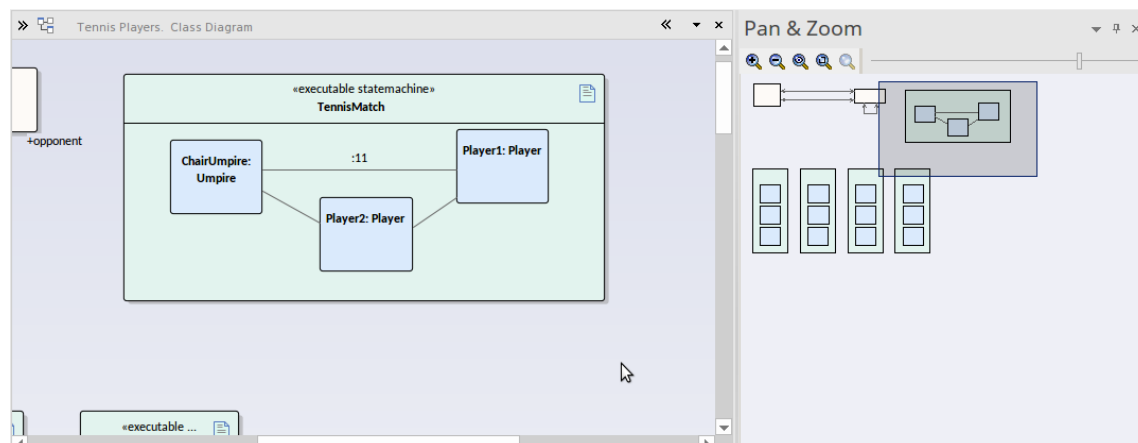 Tennis Players. Class Diagram
Pan & Zoom
+opponent
«executable statemachine»
TennisMatch
ChairUmpire:
Umpire
:11
Player1: Player
Player2: Player
«executable ...